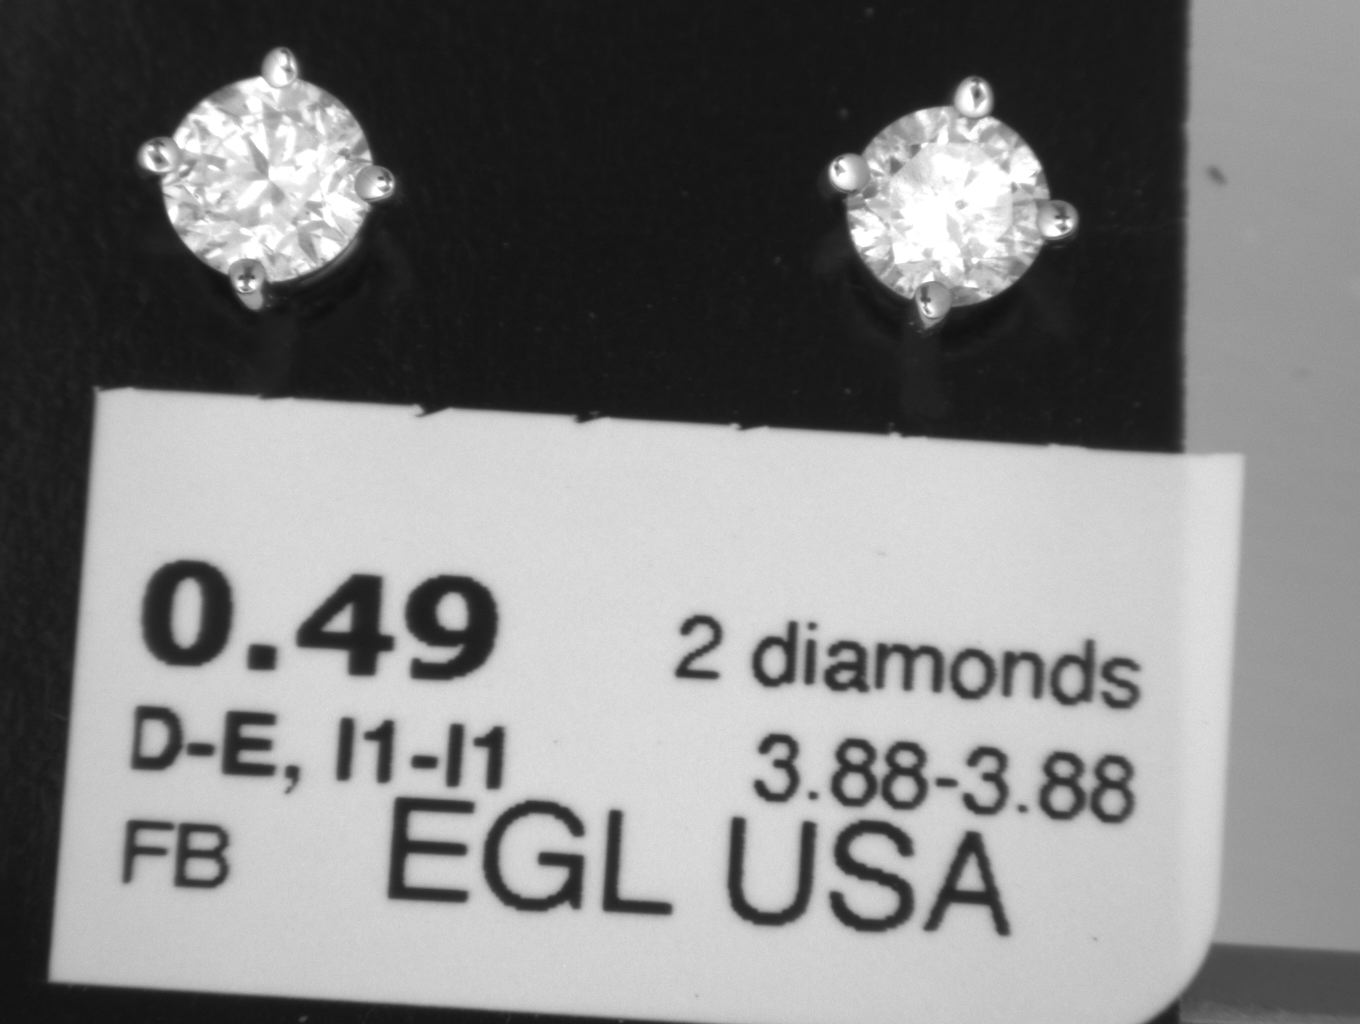 0.49 2 diamonds
D-E, I1-I1 3.88-3.88
FB EGL USA